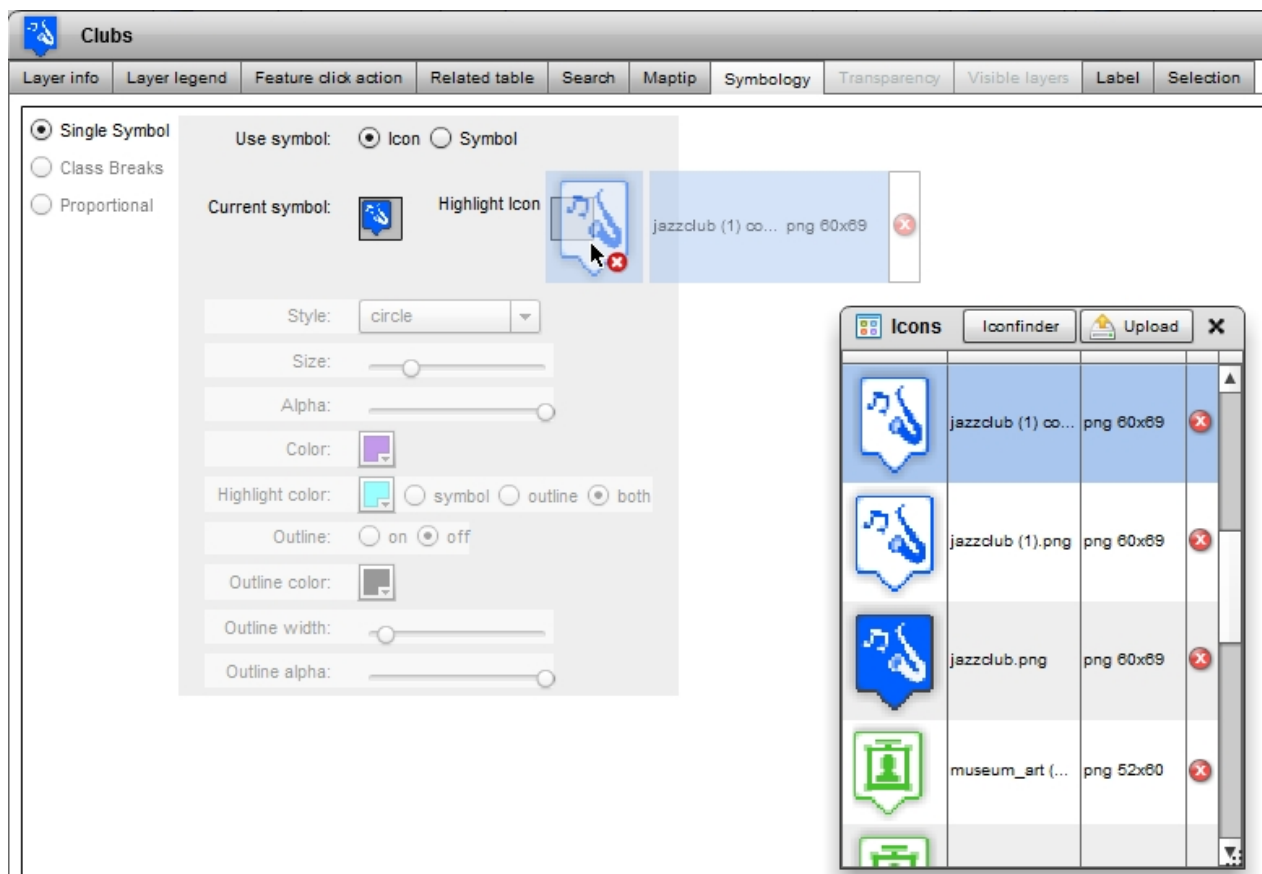 Clubs
Layer info Layer legend Feature click action Related table Search Maptip Symbology Transparency Visible layers Label Selection
Single Symbol
Class Breaks
Proportional
Use symbol: Icon Symbol
Current symbol: Highlight Icon jazzclub (1) co... png 60x69
Style: circle
Size:
Alpha:
Color:
Highlight color: symbol outline both
Outline: on off
Outline color:
Outline width:
Outline alpha:
Icons Iconfinder Upload
jazzclub (1) co... png 60x69
jazzclub (1).png png 60x69
jazzclub.png png 60x69
museum_art (... png 52x60